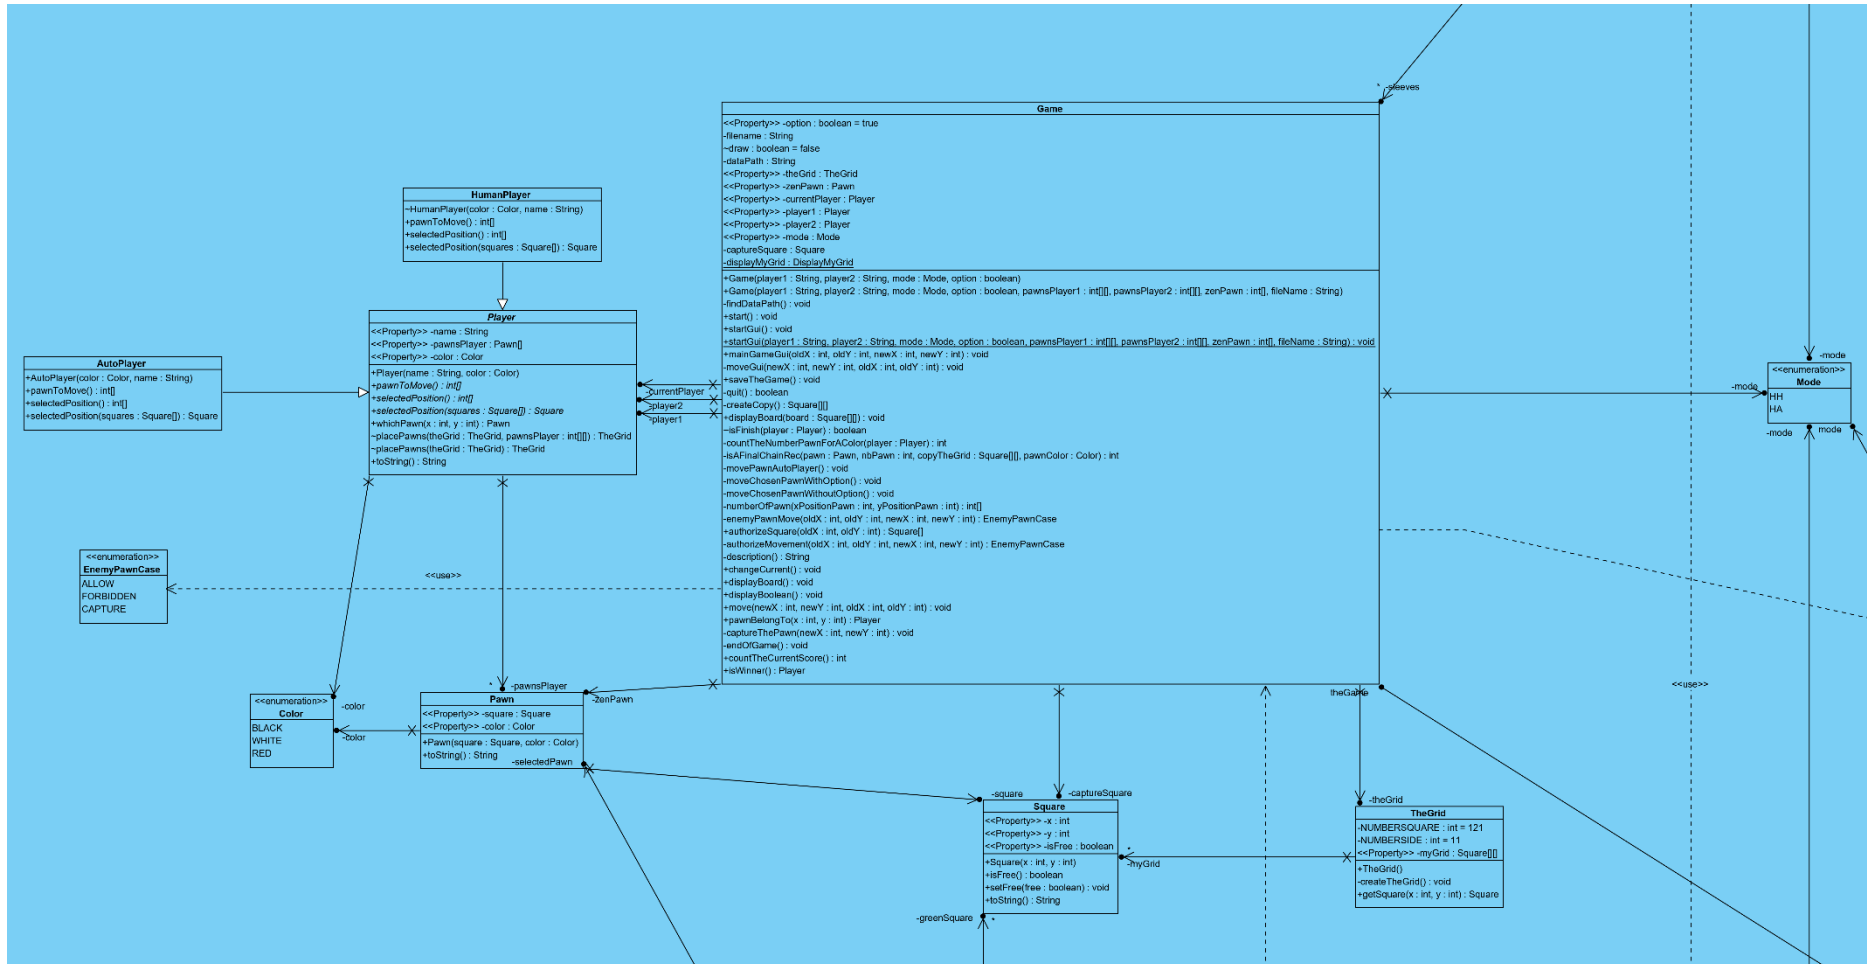 * -sleeves
Game
<<Property>> -option : boolean = true
-filename : String
~draw : boolean = false
-dataPath : String
<<Property>> -theGrid : TheGrid
<<Property>> -zenPawn : Pawn
<<Property>> -currentPlayer : Player
<<Property>> -player1 : Player
<<Property>> -player2 : Player
<<Property>> -mode : Mode
-captureSquare : Square
-displayMyGrid : DisplayMyGrid
+Game(player1 : String, player2 : String, mode : Mode, option : boolean)
+Game(player1 : String, player2 : String, mode : Mode, option : boolean, pawnsPlayer1 : int[][], pawnsPlayer2 : int[][], zenPawn : int[], fileName : String)
-findDataPath() : void
+start() : void
+startGui() : void
+startGui(player1 : String, player2 : String, mode : Mode, option : boolean, pawnsPlayer1 : int[][], pawnsPlayer2 : int[][], zenPawn : int[], fileName : String) : void
+mainGameGui(oldX : int, oldY : int, newX : int, newY : int) : void
-moveGui(newX : int, newY : int, oldX : int, oldY : int) : void
+saveTheGame() : void
-quit() : boolean
-createCopy() : Square[][]
+displayBoard(board : Square[][]) : void
~isFinish(player : Player) : boolean
-countTheNumberPawnForAColor(player : Player) : int
-isAFinalChainRec(pawn : Pawn, nbPawn : int, copyTheGrid : Square[][], pawnColor : Color) : int
-movePawnAutoPlayer() : void
-moveChosenPawnWithOption() : void
-moveChosenPawnWithoutOption() : void
-numberOfPawn(xPositionPawn : int, yPositionPawn : int) : int[]
-enemyPawnMove(oldX : int, oldY : int, newX : int, newY : int) : EnemyPawnCase
+authorizeSquare(oldX : int, oldY : int) : Square[]
-authorizeMovement(oldX : int, oldY : int, newX : int, newY : int) : EnemyPawnCase
-description() : String
+changeCurrent() : void
+displayBoard() : void
+displayBoolean() : void
+move(newX : int, newY : int, oldX : int, oldY : int) : void
+pawnBelongTo(x : int, y : int) : Player
-captureThePawn(newX : int, newY : int) : void
-endOfGame() : void
+countTheCurrentScore() : int
+isWinner() : Player
HumanPlayer
~HumanPlayer(color : Color, name : String)
+pawnToMove() : int[]
+selectedPosition() : int[]
+selectedPosition(squares : Square[]) : Square
Player
<<Property>> -name : String
<<Property>> -pawnsPlayer : Pawn[]
<<Property>> -color : Color
+Player(name : String, color : Color)
+pawnToMove() : int[]
+selectedPosition() : int[]
+selectedPosition(squares : Square[]) : Square
+whichPawn(x : int, y : int) : Pawn
~placePawns(theGrid : TheGrid, pawnsPlayer : int[][]) : TheGrid
~placePawns(theGrid : TheGrid) : TheGrid
+toString() : String
AutoPlayer
+AutoPlayer(color : Color, name : String)
+pawnToMove() : int[]
+selectedPosition() : int[]
+selectedPosition(squares : Square[]) : Square
-currentPlayer
-player2
-player1
-mode
-mode
<<enumeration>>
Mode
HH
HA
-mode
mode
<<enumeration>>
EnemyPawnCase
ALLOW
FORBIDDEN
CAPTURE
<<use>>
<<use>>
* -pawnsPlayer
-zenPawn
theGame
<<enumeration>>
Color
BLACK
WHITE
RED
-color
-color
Pawn
<<Property>> -square : Square
<<Property>> -color : Color
+Pawn(square : Square, color : Color)
+toString() : String
-selectedPawn
-square
-captureSquare
Square
<<Property>> -x : int
<<Property>> -y : int
<<Property>> -isFree : boolean
+Square(x : int, y : int)
+isFree() : boolean
+setFree(free : boolean) : void
+toString() : String
*
-myGrid
-greenSquare
*
-theGrid
TheGrid
-NUMBERSQUARE : int = 121
-NUMBERSIDE : int = 11
<<Property>> -myGrid : Square[][]
+TheGrid()
-createTheGrid() : void
+getSquare(x : int, y : int) : Square